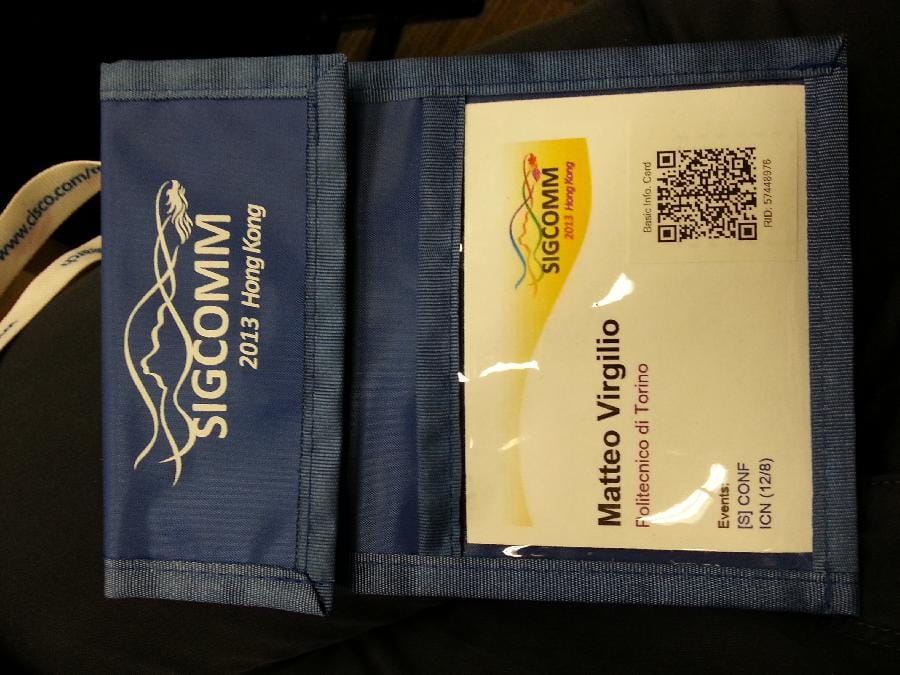 www.cisco.com/
SIGCOMM
2013 Hong Kong
SIGCOMM
2013 Hong Kong
Basic Info. Card
RID: 57448976
Matteo Virgilio
Politecnico di Torino
Events:
[S] CONF
ICN (12/8)